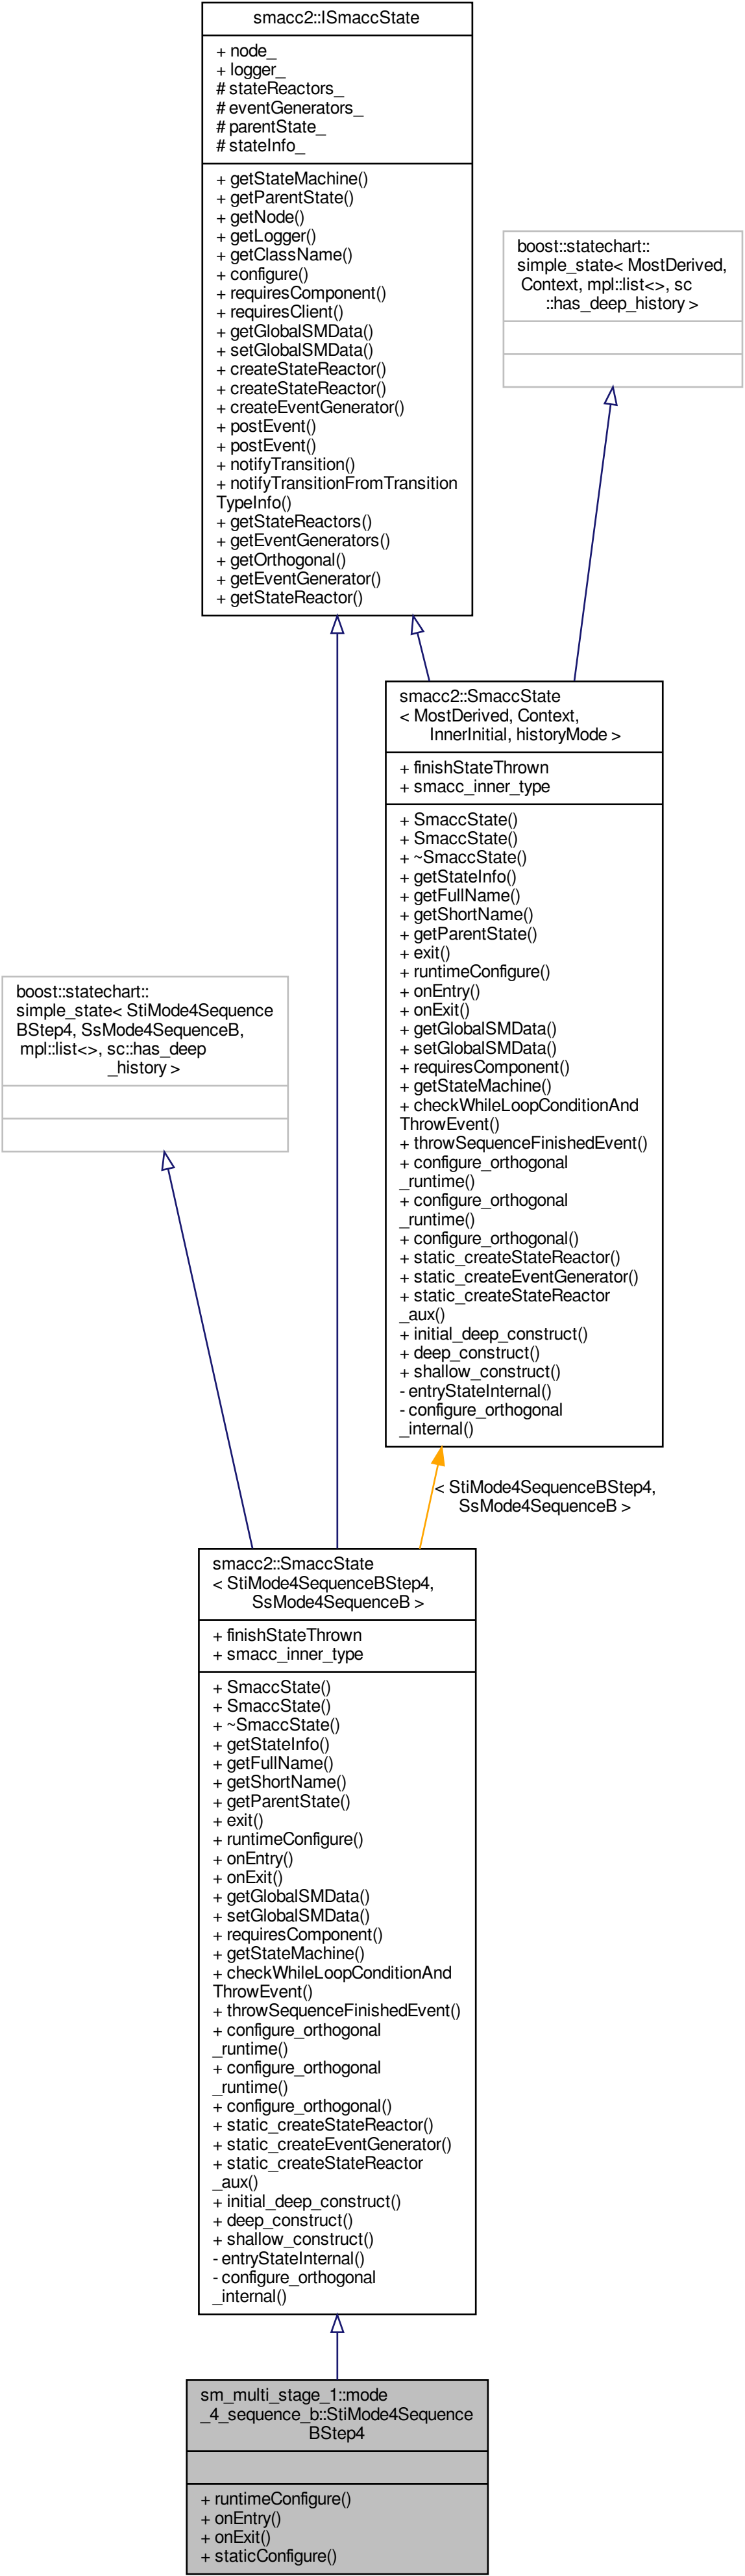 smacc2::ISmaccState
+ node_
+ logger_
# stateReactors_
# eventGenerators_
# parentState_
# stateInfo_
+ getStateMachine()
+ getParentState()
+ getNode()
+ getLogger()
+ getClassName()
+ configure()
+ requiresComponent()
+ requiresClient()
+ getGlobalSMData()
+ setGlobalSMData()
+ createStateReactor()
+ createStateReactor()
+ createEventGenerator()
+ postEvent()
+ postEvent()
+ notifyTransition()
+ notifyTransitionFromTransition
TypeInfo()
+ getStateReactors()
+ getEventGenerators()
+ getOrthogonal()
+ getEventGenerator()
+ getStateReactor()
boost::statechart::
simple_state< MostDerived,
Context, mpl::list<>, sc
::has_deep_history >
smacc2::SmaccState
< MostDerived, Context,
InnerInitial, historyMode >
+ finishStateThrown
+ smacc_inner_type
+ SmaccState()
+ SmaccState()
+ ~SmaccState()
+ getStateInfo()
+ getFullName()
+ getShortName()
+ getParentState()
+ exit()
+ runtimeConfigure()
+ onEntry()
+ onExit()
+ getGlobalSMData()
+ setGlobalSMData()
+ requiresComponent()
+ getStateMachine()
+ checkWhileLoopConditionAnd
ThrowEvent()
+ throwSequenceFinishedEvent()
+ configure_orthogonal
_runtime()
+ configure_orthogonal
_runtime()
+ configure_orthogonal()
+ static_createStateReactor()
+ static_createEventGenerator()
+ static_createStateReactor
_aux()
+ initial_deep_construct()
+ deep_construct()
+ shallow_construct()
- entryStateInternal()
- configure_orthogonal
_internal()
boost::statechart::
simple_state< StiMode4Sequence
BStep4, SsMode4SequenceB,
mpl::list<>, sc::has_deep
_history >
< StiMode4SequenceBStep4,
SsMode4SequenceB >
smacc2::SmaccState
< StiMode4SequenceBStep4,
SsMode4SequenceB >
+ finishStateThrown
+ smacc_inner_type
+ SmaccState()
+ SmaccState()
+ ~SmaccState()
+ getStateInfo()
+ getFullName()
+ getShortName()
+ getParentState()
+ exit()
+ runtimeConfigure()
+ onEntry()
+ onExit()
+ getGlobalSMData()
+ setGlobalSMData()
+ requiresComponent()
+ getStateMachine()
+ checkWhileLoopConditionAnd
ThrowEvent()
+ throwSequenceFinishedEvent()
+ configure_orthogonal
_runtime()
+ configure_orthogonal
_runtime()
+ configure_orthogonal()
+ static_createStateReactor()
+ static_createEventGenerator()
+ static_createStateReactor
_aux()
+ initial_deep_construct()
+ deep_construct()
+ shallow_construct()
- entryStateInternal()
- configure_orthogonal
_internal()
sm_multi_stage_1::mode
_4_sequence_b::StiMode4Sequence
BStep4
+ runtimeConfigure()
+ onEntry()
+ onExit()
+ staticConfigure()